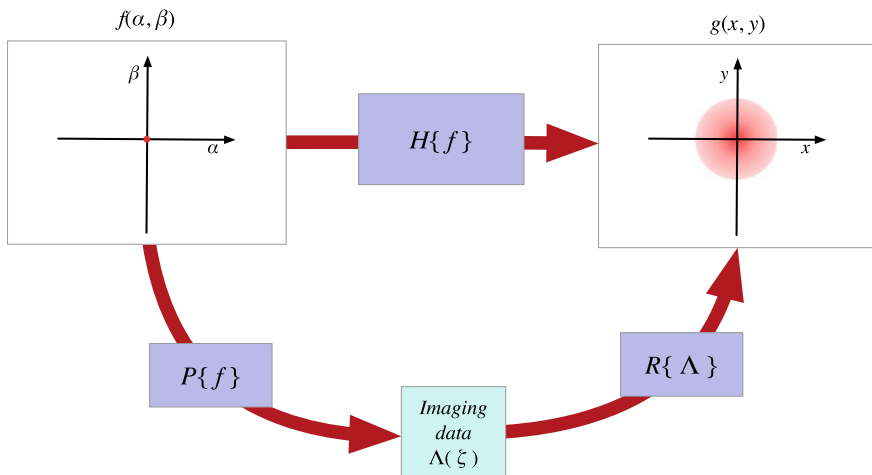 f(α, β)
g(x, y)
β
α
H{ f }
y
x
P{ f }
R{ Λ }
Imaging
data
Λ( ζ )